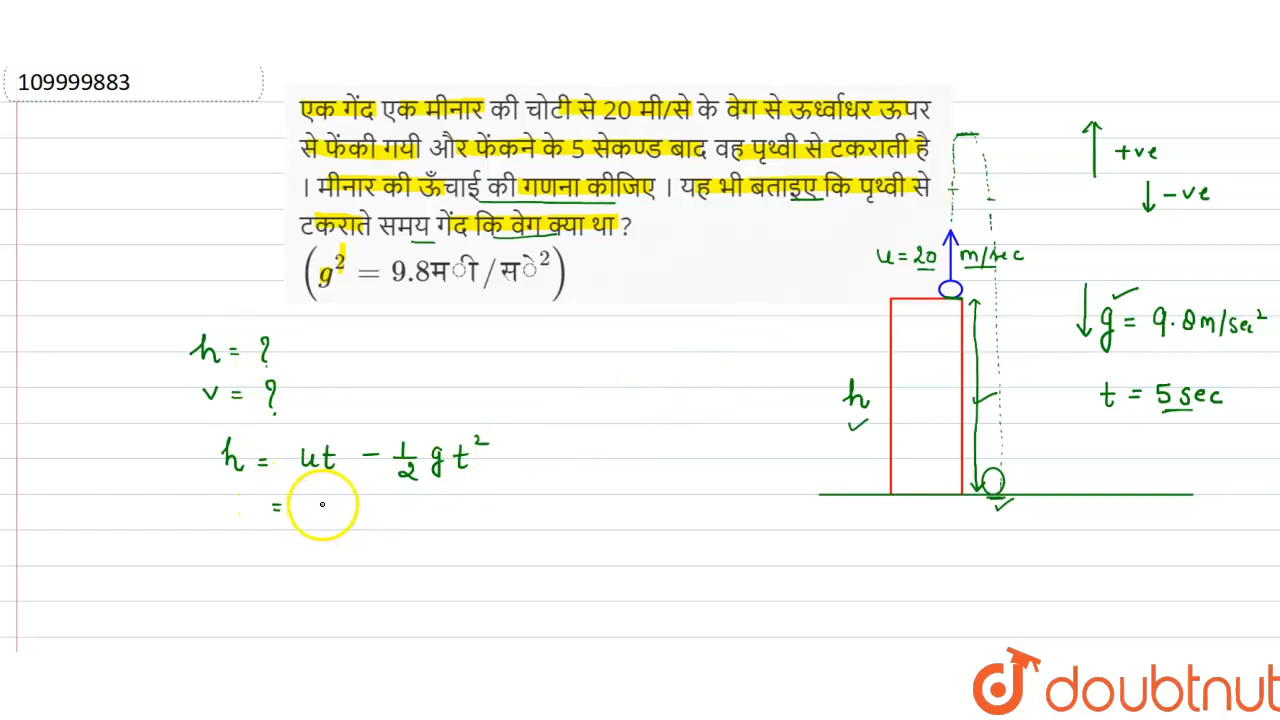 109999883
एक गेंद एक मीनार की चोटी से 20 मी/से के वेग से ऊर्ध्वाधर ऊपर
से फेंकी गयी और फेंकने के 5 सेकण्ड बाद वह पृथ्वी से टकराती है
। मीनार की ऊँचाई की गणना कीजिए । यह भी बताइए कि पृथ्वी से
टकराते समय गेंद कि वेग क्या था ?
(g² = 9.8मी/से²)
+ve
-ve
u = 20 m/sec
g = 9.8m/sec²
h = ?
v = ?
h
t = 5 sec
h = ut - 1/2 g t²
=
doubtnut